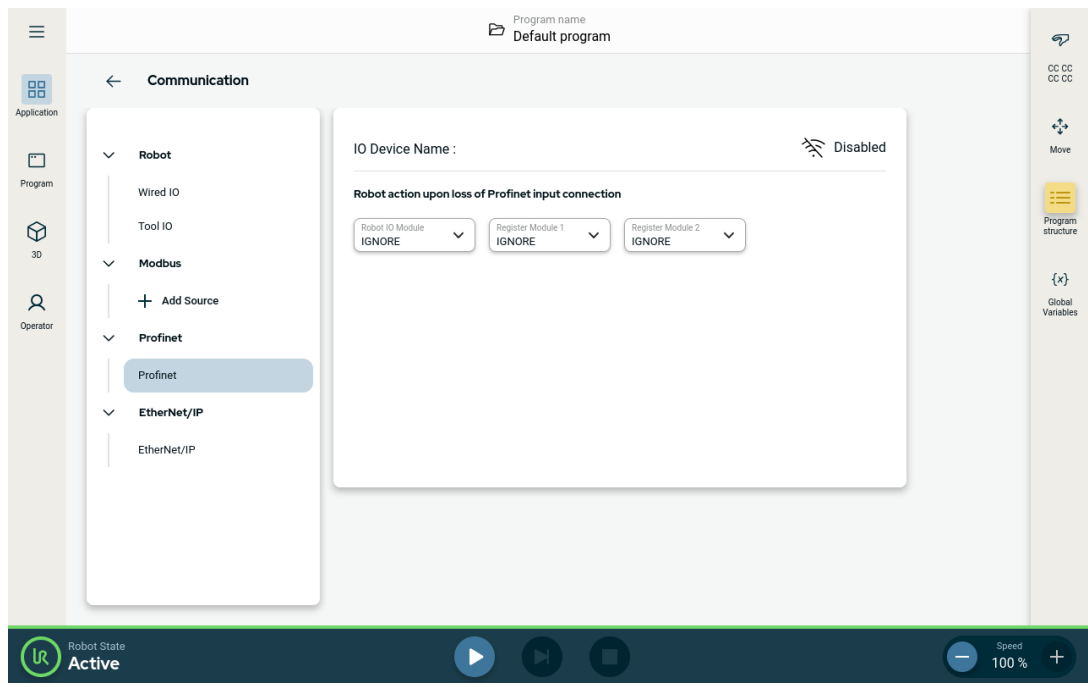 Program name
Default program
Communication
Application
Program
3D
Operator
Robot
Wired IO
Tool IO
Modbus
Add Source
Profinet
Profinet
EtherNet/IP
EtherNet/IP
IO Device Name :
Disabled
Robot action upon loss of Profinet input connection
Robot IO Module
IGNORE
Register Module 1
IGNORE
Register Module 2
IGNORE
CC CC
CC CC
Move
Program
structure
{x}
Global
Variables
Robot State
Active
Speed
100 %